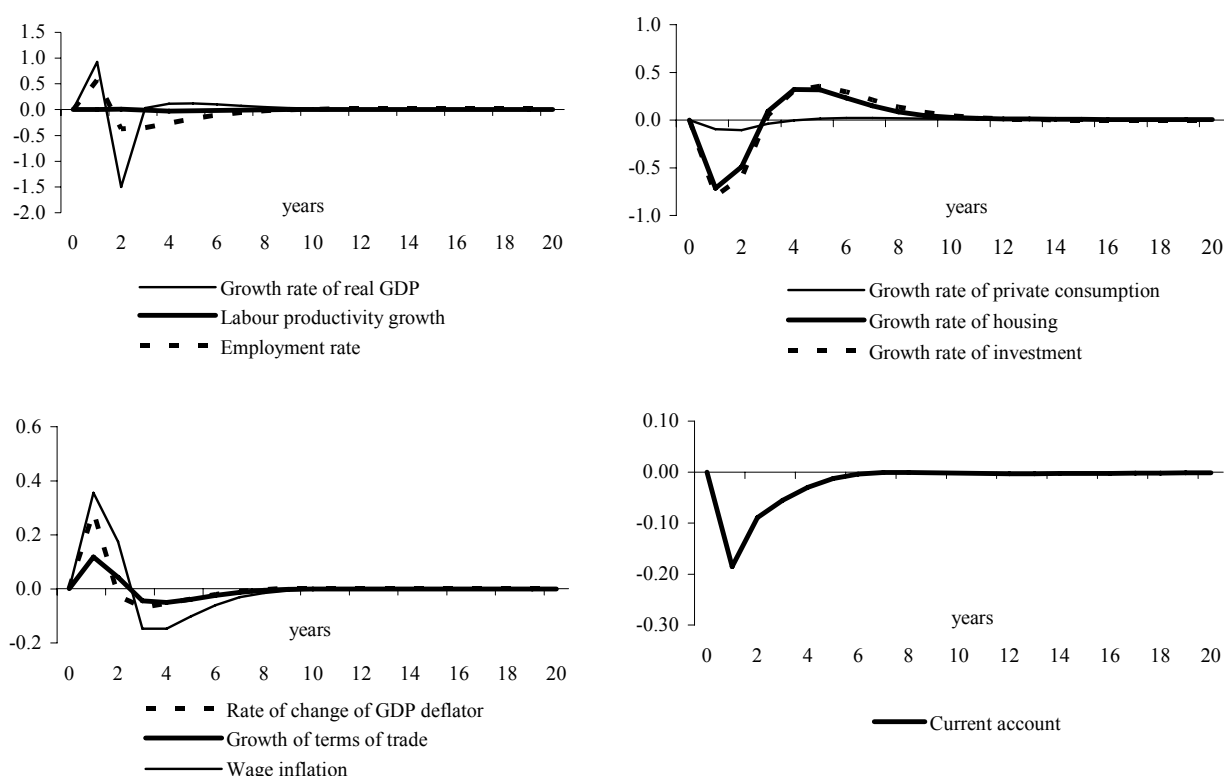 1.5
1.0
0.5
0.0
-0.5
-1.0
-1.5
-2.0
years
0 2 4 6 8 10 12 14 16 18 20
Growth rate of real GDP
Labour productivity growth
Employment rate
1.0
0.5
0.0
-0.5
-1.0
years
0 2 4 6 8 10 12 14 16 18 20
Growth rate of private consumption
Growth rate of housing
Growth rate of investment
0.6
0.4
0.2
0.0
-0.2
years
0 2 4 6 8 10 12 14 16 18 20
Rate of change of GDP deflator
Growth of terms of trade
Wage inflation
0.10
0.00
-0.10
-0.20
-0.30
years
0 2 4 6 8 10 12 14 16 18 20
Current account